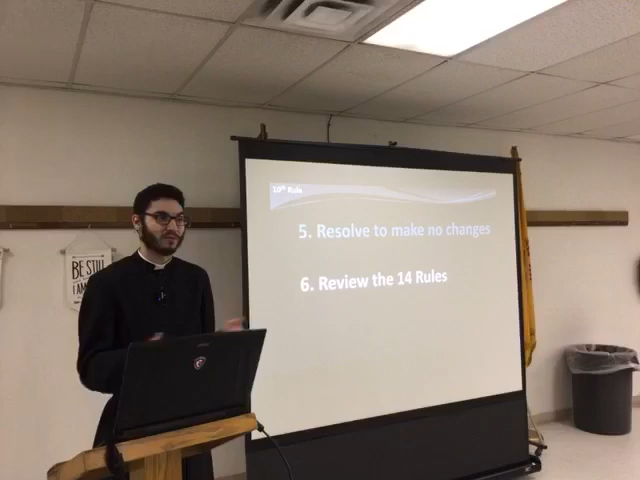 10th Rule
5. Resolve to make no changes
6. Review the 14 Rules
BE STILL
I AM